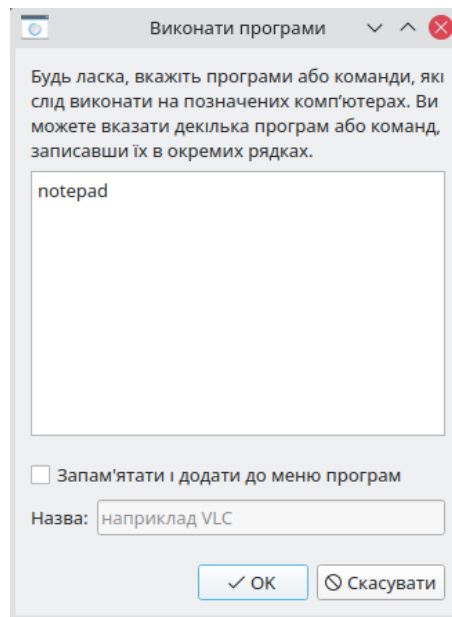 Виконати програми
Будь ласка, вкажіть програми або команди, які
слід виконати на позначених комп’ютерах. Ви
можете вказати декілька програм або команд,
записавши їх в окремих рядках.
notepad
Запам'ятати і додати до меню програм
Назва: наприклад VLC
OK Скасувати